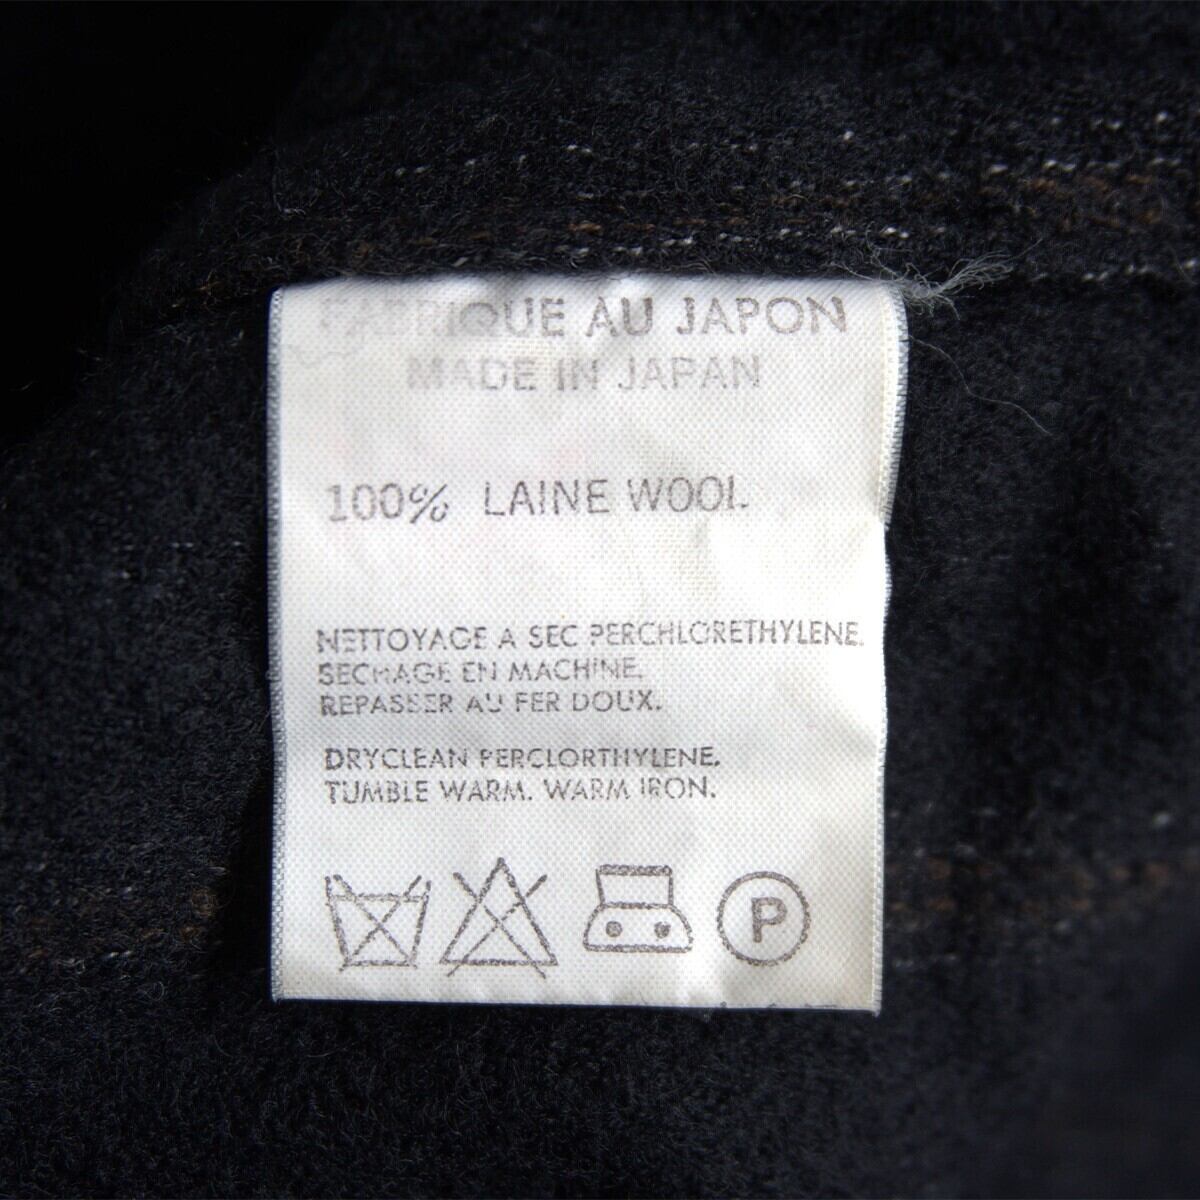 FABRIQUE AU JAPON
MADE IN JAPAN
100% LAINE WOOL
NETTOYAGE A SEC PERCHLORETHYLENE.
SECHAGE EN MACHINE.
REPASSER AU FER DOUX.
DRYCLEAN PERCLORTHYLENE.
TUMBLE WARM. WARM IRON.
P